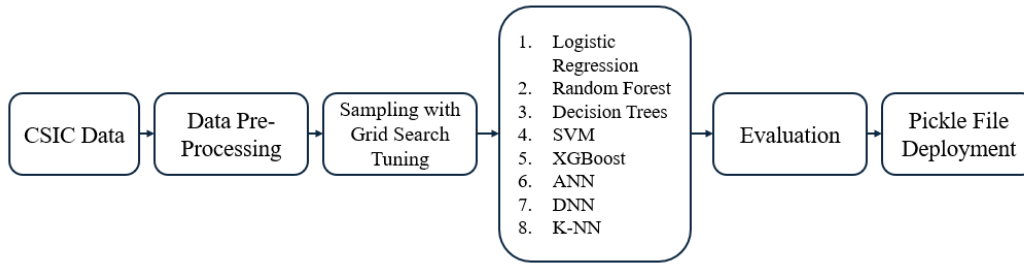 CSIC Data
Data Pre-
Processing
Sampling with
Grid Search
Tuning
1. Logistic
Regression
2. Random Forest
3. Decision Trees
4. SVM
5. XGBoost
6. ANN
7. DNN
8. K-NN
Evaluation
Pickle File
Deployment